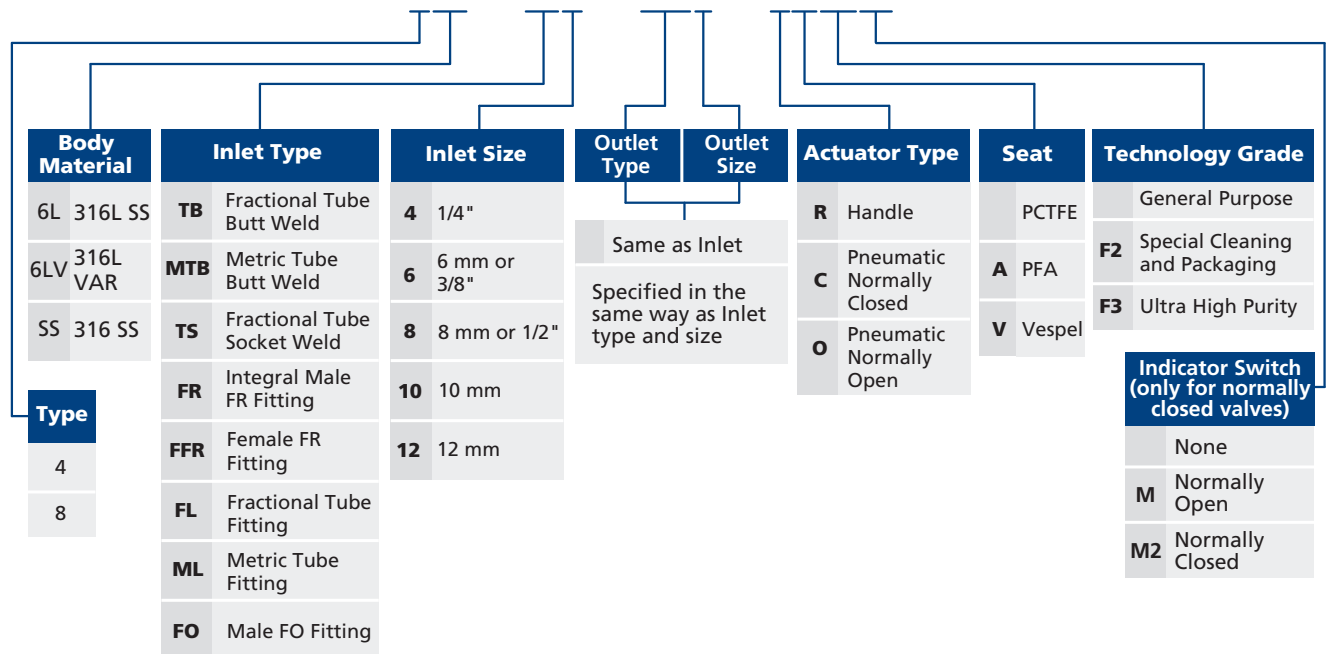 Body
Material
6L 316L SS
6LV 316L
VAR
SS 316 SS
Type
4
8
Inlet Type
TB Fractional Tube
Butt Weld
MTB Metric Tube
Butt Weld
TS Fractional Tube
Socket Weld
FR Integral Male
FR Fitting
FFR Female FR
Fitting
FL Fractional Tube
Fitting
ML Metric Tube
Fitting
FO Male FO Fitting
Inlet Size
4 1/4"
6 6 mm or
3/8"
8 8 mm or 1/2"
10 10 mm
12 12 mm
Outlet
Type
Outlet
Size
Same as Inlet
Specified in the
same way as Inlet
type and size
Actuator Type
R Handle
C Pneumatic
Normally
Closed
O Pneumatic
Normally
Open
Seat
PCTFE
A PFA
V Vespel
Technology Grade
General Purpose
F2 Special Cleaning
and Packaging
F3 Ultra High Purity
Indicator Switch
(only for normally
closed valves)
None
M Normally
Open
M2 Normally
Closed